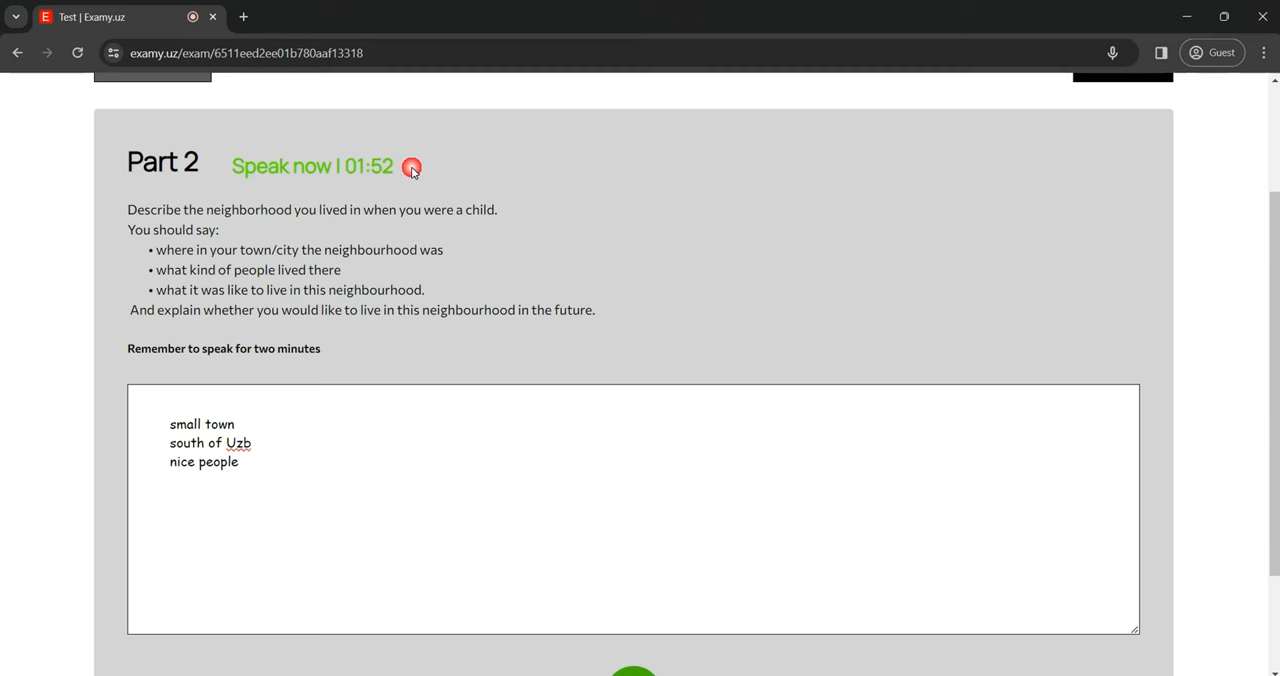 Test | Examy.uz
examy.uz/exam/6511eed2ee01b780aaf13318
Guest
Part 2
Speak now | 01:52
Describe the neighborhood you lived in when you were a child.
You should say:
• where in your town/city the neighbourhood was
• what kind of people lived there
• what it was like to live in this neighbourhood.
And explain whether you would like to live in this neighbourhood in the future.
Remember to speak for two minutes
small town
south of Uzb
nice people